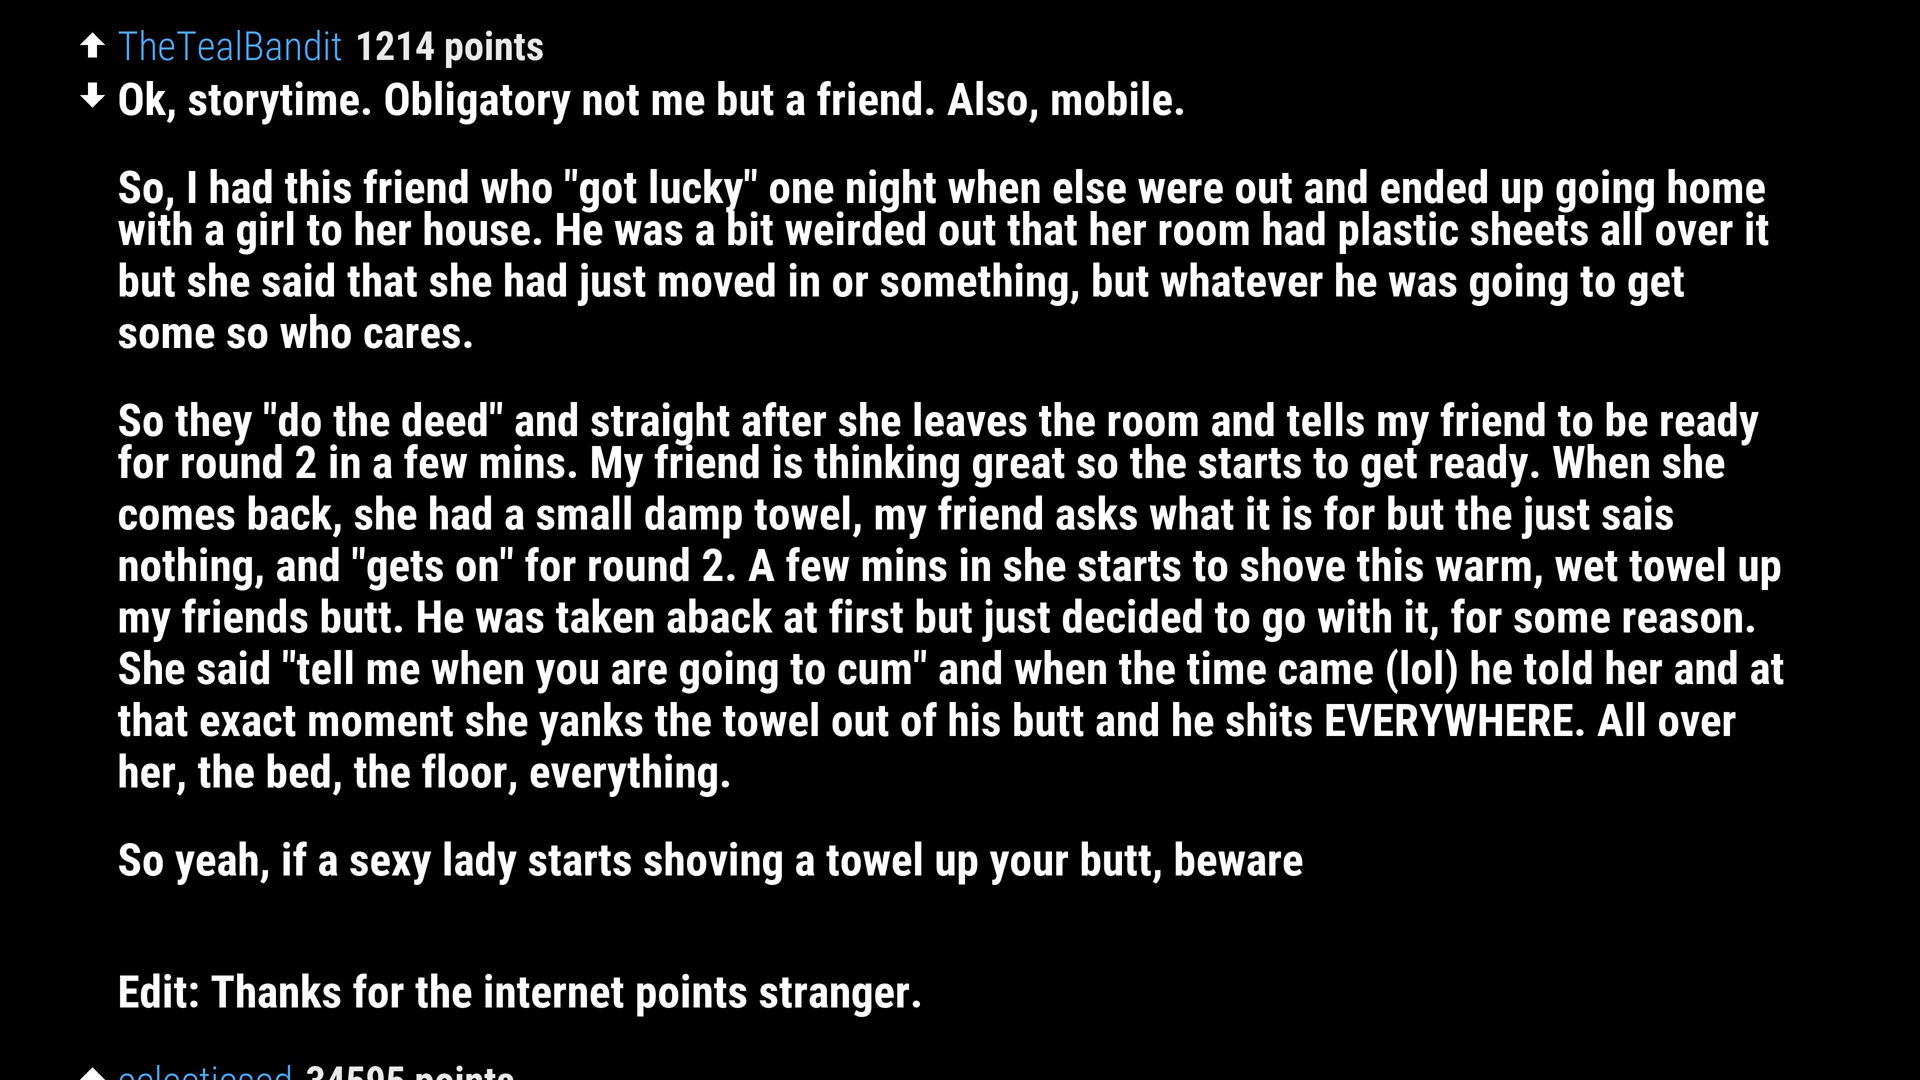 TheTealBandit 1214 points
Ok, storytime. Obligatory not me but a friend. Also, mobile.
So, I had this friend who "got lucky" one night when else were out and ended up going home
with a girl to her house. He was a bit weirded out that her room had plastic sheets all over it
but she said that she had just moved in or something, but whatever he was going to get
some so who cares.
So they "do the deed" and straight after she leaves the room and tells my friend to be ready
for round 2 in a few mins. My friend is thinking great so the starts to get ready. When she
comes back, she had a small damp towel, my friend asks what it is for but the just sais
nothing, and "gets on" for round 2. A few mins in she starts to shove this warm, wet towel up
my friends butt. He was taken aback at first but just decided to go with it, for some reason.
She said "tell me when you are going to cum" and when the time came (lol) he told her and at
that exact moment she yanks the towel out of his butt and he shits EVERYWHERE. All over
her, the bed, the floor, everything.
So yeah, if a sexy lady starts shoving a towel up your butt, beware
Edit: Thanks for the internet points stranger.
34595 points